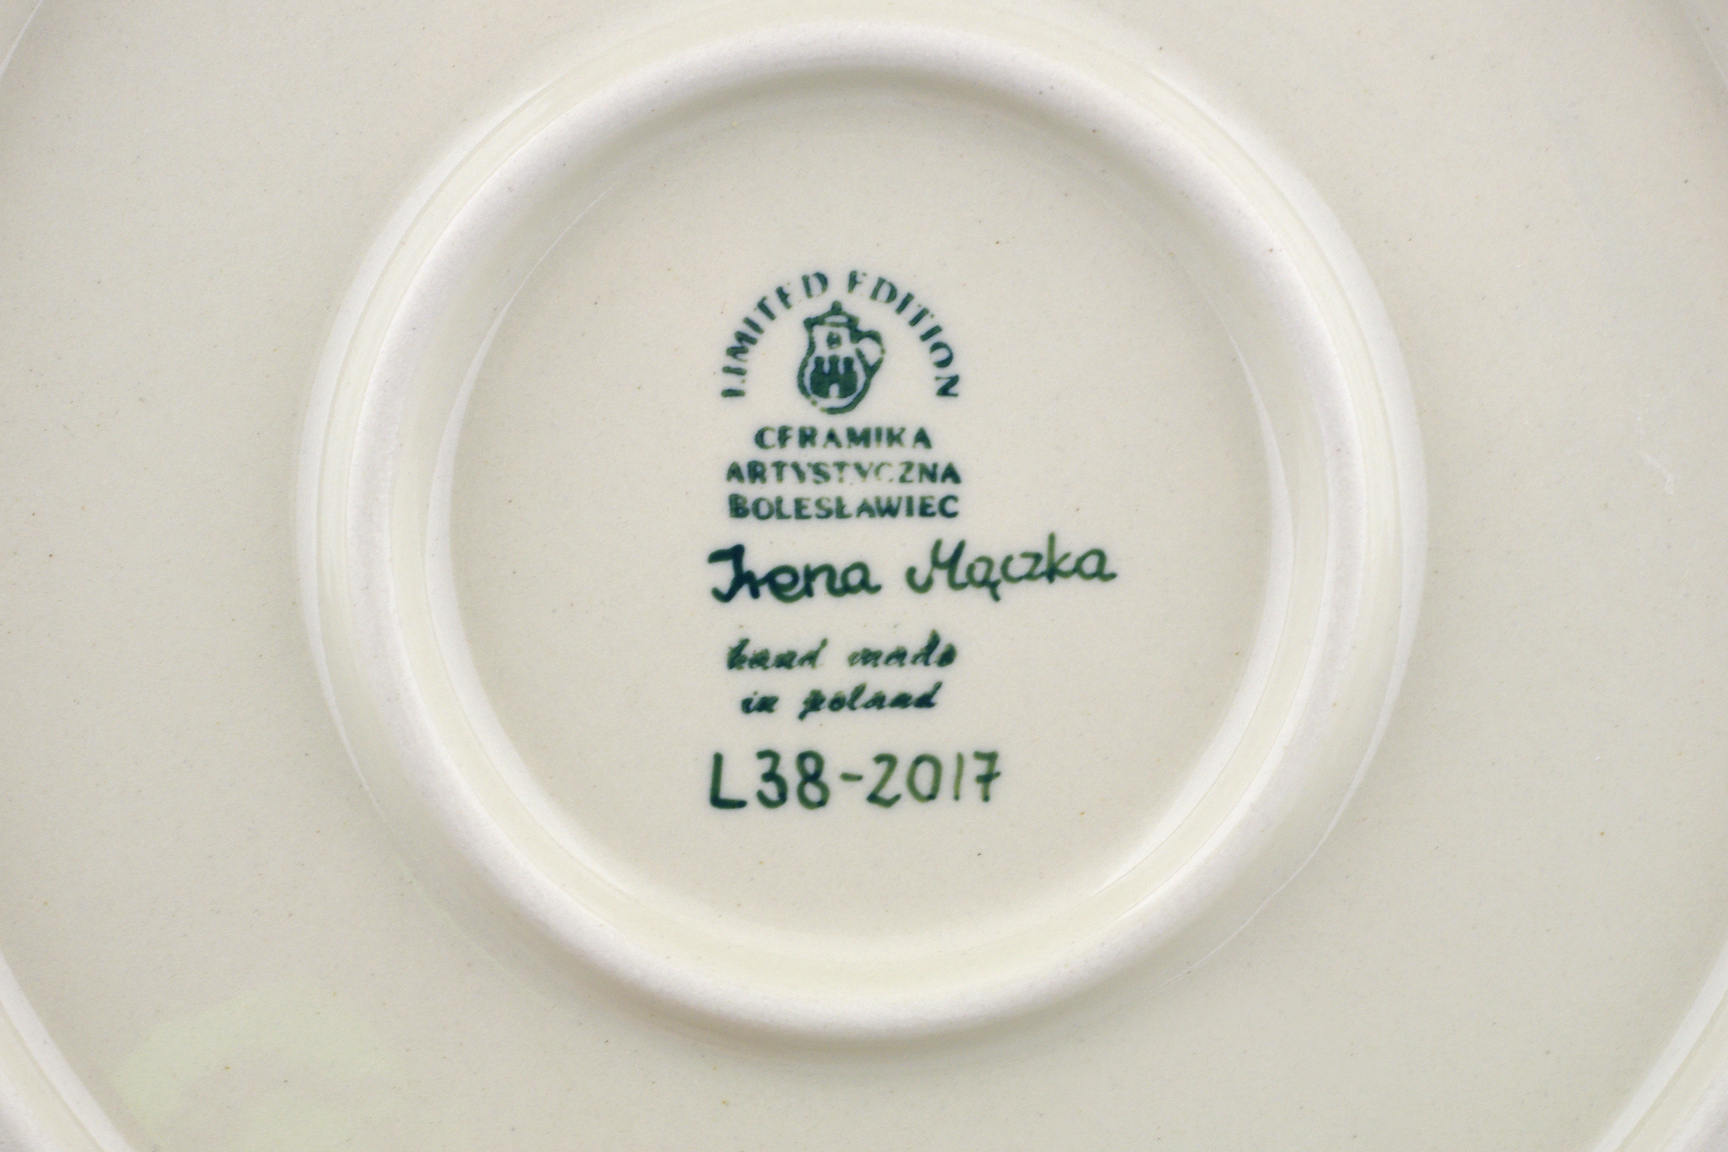 LIMITED EDITION
CERAMIKA
ARTYSTYCZNA
BOLESŁAWIEC
Irena Mączka
hand made
in poland
L38-2017